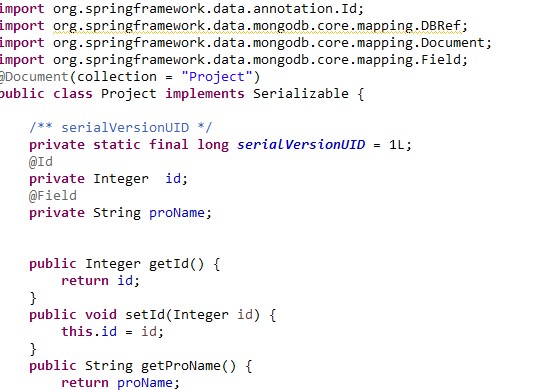 import org.springframework.data.annotation.Id;
import org.springframework.data.mongodb.core.mapping.DBRef;
import org.springframework.data.mongodb.core.mapping.Document;
import org.springframework.data.mongodb.core.mapping.Field;
@Document(collection = "Project")
public class Project implements Serializable {
/** serialVersionUID */
private static final long serialVersionUID = 1L;
@Id
private Integer  id;
@Field
private String proName;
public Integer getId() {
return id;
}
public void setId(Integer id) {
this.id = id;
}
public String getProName() {
return proName;